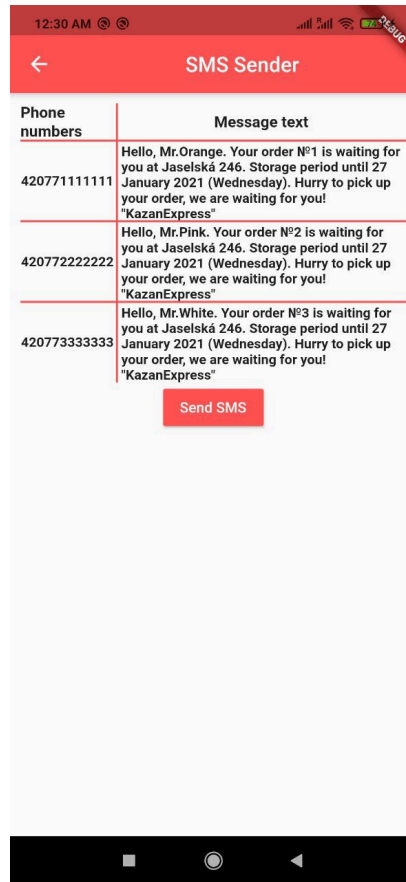 12:30 AM
DEBUG
SMS Sender
Phone
numbers
Message text
420771111111
Hello, Mr.Orange. Your order №1 is waiting for
you at Jaselská 246. Storage period until 27
January 2021 (Wednesday). Hurry to pick up
your order, we are waiting for you!
"KazanExpress"
420772222222
Hello, Mr.Pink. Your order №2 is waiting for
you at Jaselská 246. Storage period until 27
January 2021 (Wednesday). Hurry to pick up
your order, we are waiting for you!
"KazanExpress"
420773333333
Hello, Mr.White. Your order №3 is waiting for
you at Jaselská 246. Storage period until 27
January 2021 (Wednesday). Hurry to pick up
your order, we are waiting for you!
"KazanExpress"
Send SMS